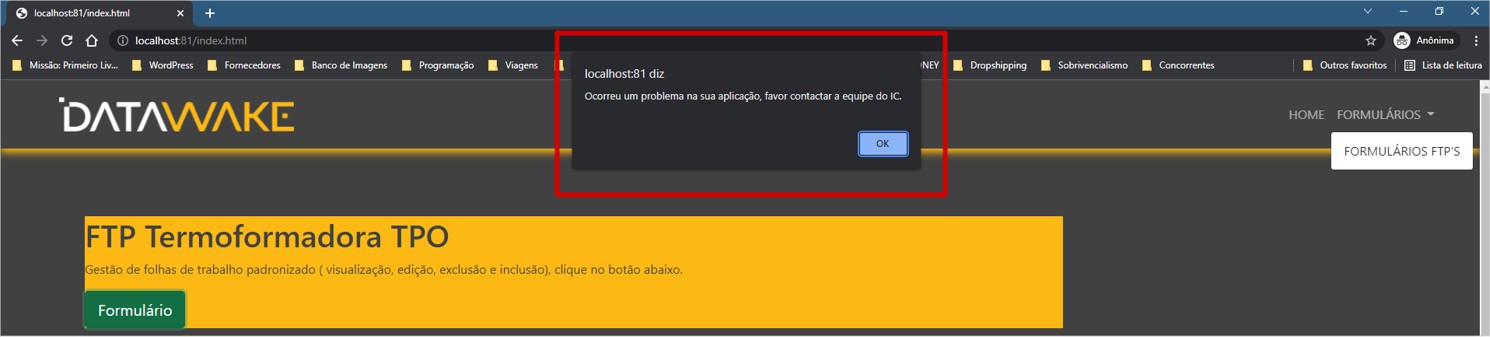 localhost:81/index.html
localhost:81/index.html
Anônima
Missão: Primeiro Liv...
WordPress
Fornecedores
Banco de Imagens
Programação
Viagens
ONEY
Dropshipping
Sobrivencialismo
Concorrentes
Outros favoritos
Lista de leitura
localhost:81 diz
Ocorreu um problema na sua aplicação, favor contactar a equipe do IC.
OK
DATAWAKE
HOME
FORMULÁRIOS
FORMULÁRIOS FTP'S
FTP Termoformadora TPO
Gestão de folhas de trabalho padronizado ( visualização, edição, exclusão e inclusão), clique no botão abaixo.
Formulário